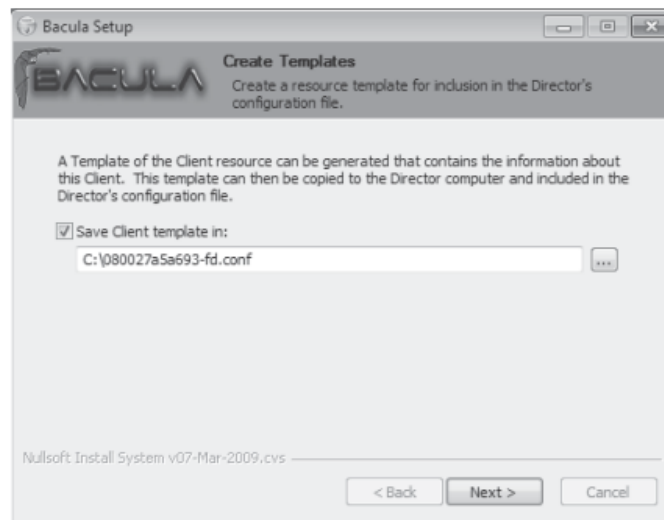 Bacula Setup
BACULA
Create Templates
Create a resource template for inclusion in the Director's
configuration file.
A Template of the Client resource can be generated that contains the information about
this Client. This template can then be copied to the Director computer and included in the
Director's configuration file.
Save Client template in:
C:\080027a5a693-fd.conf
...
Nullsoft Install System v07-Mar-2009.cvs
< Back
Next >
Cancel